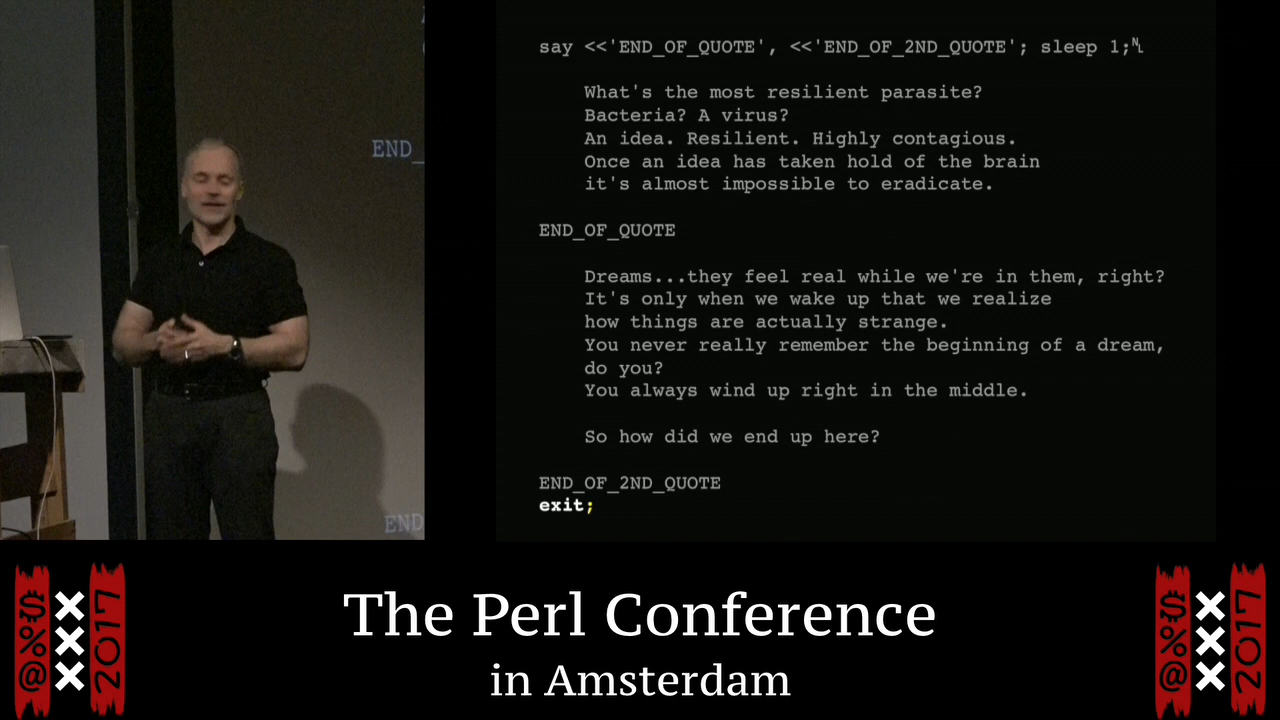 say <<'END_OF_QUOTE', <<'END_OF_2ND_QUOTE'; sleep 1;␤
What's the most resilient parasite?
Bacteria? A virus?
An idea. Resilient. Highly contagious.
Once an idea has taken hold of the brain
it's almost impossible to eradicate.
END_OF_QUOTE
Dreams...they feel real while we're in them, right?
It's only when we wake up that we realize
how things are actually strange.
You never really remember the beginning of a dream,
do you?
You always wind up right in the middle.
So how did we end up here?
END_OF_2ND_QUOTE
exit;
END_
END
The Perl Conference
in Amsterdam
$%@ XXX 2017
$%@ XXX 2017